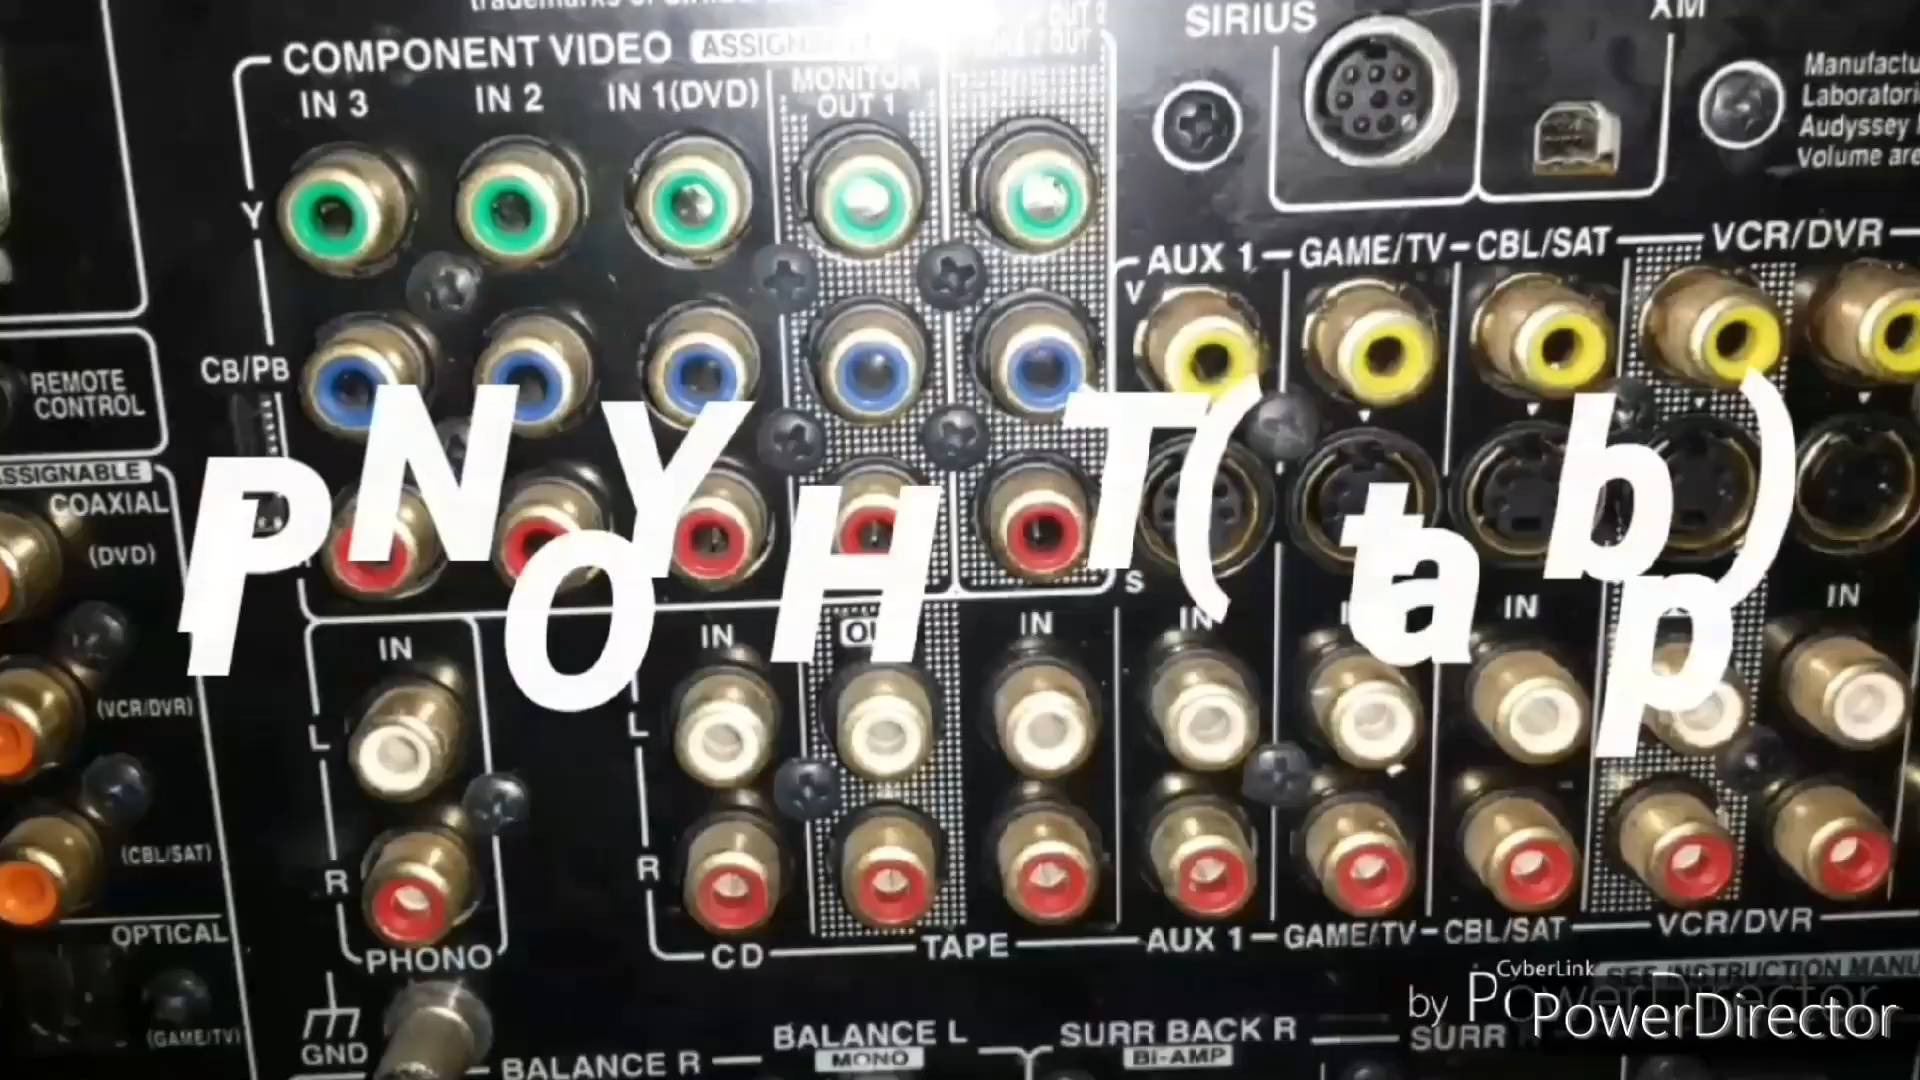 COMPONENT VIDEO
IN 3
IN 2
IN 1(DVD)
MONITOR
OUT 1
SIRIUS
XM
Laboratori
Audyssey
Volume are
Y
CB/PB
REMOTE
CONTROL
ASSIGNABLE
COAXIAL
(DVD)
(VCR/DVR)
(CBL/SAT)
OPTICAL
(GAME/TV)
AUX 1
GAME/TV
CBL/SAT
VCR/DVR
V
S
P I N O Y H T ( t a b p )
IN
IN
IN
IN
IN
IN
L
L
R
R
PHONO
CD
TAPE
AUX 1
GAME/TV
CBL/SAT
VCR/DVR
GND
BALANCE R
BALANCE L
MONO
SURR BACK R
Bi-AMP
SURR
by CyberLink
PowerDirector